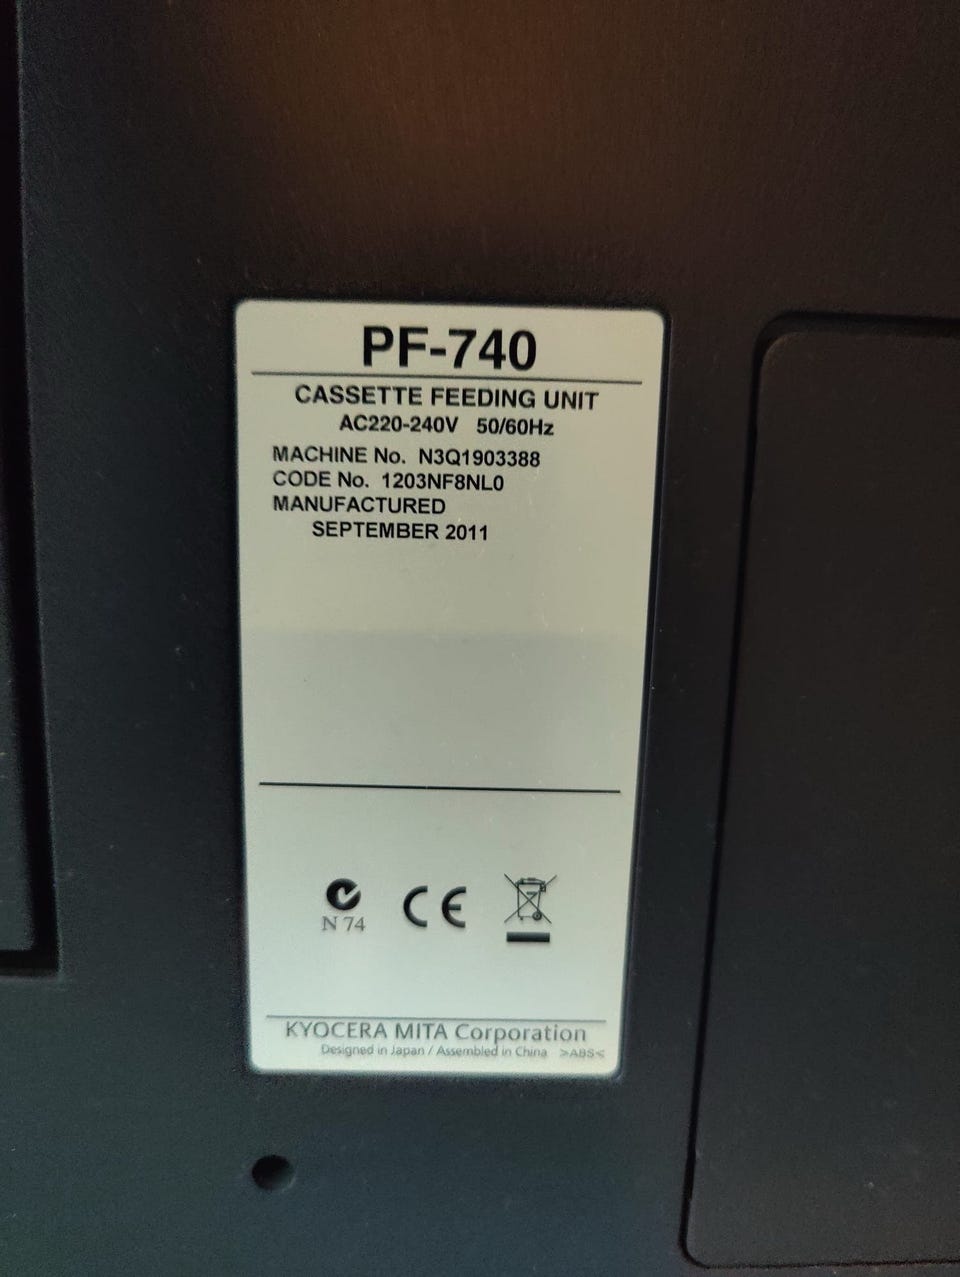 PF-740
CASSETTE FEEDING UNIT
AC220-240V 50/60Hz
MACHINE No. N3Q1903388
CODE No. 1203NF8NL0
MANUFACTURED
SEPTEMBER 2011
N 74
CE
KYOCERA MITA Corporation
Designed in Japan / Assembled in China >ABS<